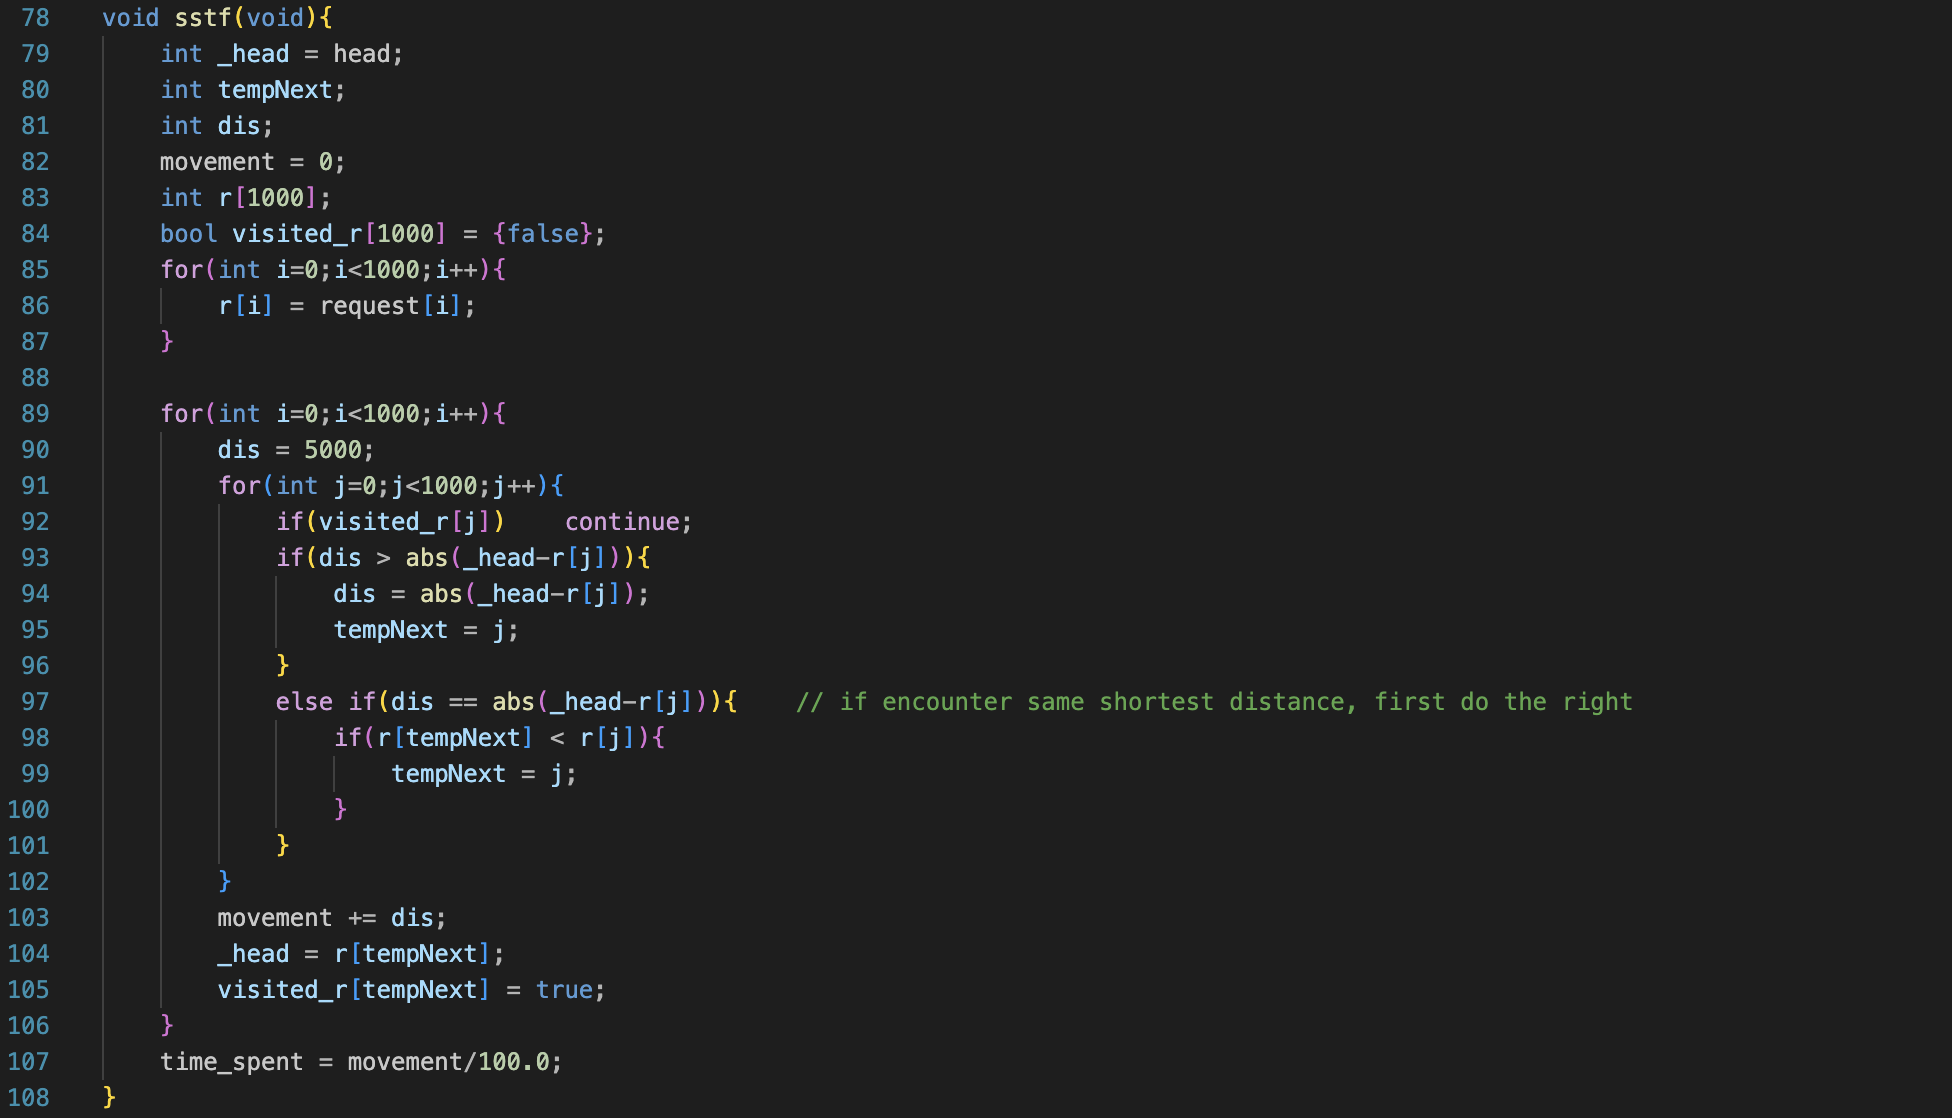 78 void sstf(void){
79     int _head = head;
80     int tempNext;
81     int dis;
82     movement = 0;
83     int r[1000];
84     bool visited_r[1000] = {false};
85     for(int i=0;i<1000;i++){
86         r[i] = request[i];
87     }
88
89     for(int i=0;i<1000;i++){
90         dis = 5000;
91         for(int j=0;j<1000;j++){
92             if(visited_r[j])    continue;
93             if(dis > abs(_head-r[j])){
94                 dis = abs(_head-r[j]);
95                 tempNext = j;
96             }
97             else if(dis == abs(_head-r[j])){    // if encounter same shortest distance, first do the right
98                 if(r[tempNext] < r[j]){
99                     tempNext = j;
100                 }
101             }
102         }
103         movement += dis;
104         _head = r[tempNext];
105         visited_r[tempNext] = true;
106     }
107     time_spent = movement/100.0;
108 }